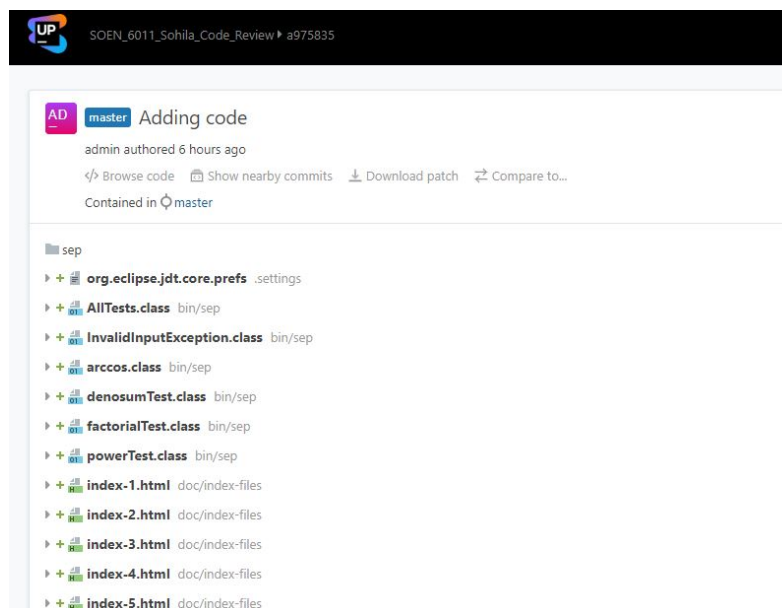 UP
SOEN_6011_Sohila_Code_Review a975835
AD master Adding code
admin authored 6 hours ago
</> Browse code Show nearby commits Download patch Compare to...
Contained in master
sep
+ org.eclipse.jdt.core.prefs .settings
+ AllTests.class bin/sep
+ InvalidInputException.class bin/sep
+ arccos.class bin/sep
+ denosumTest.class bin/sep
+ factorialTest.class bin/sep
+ powerTest.class bin/sep
+ index-1.html doc/index-files
+ index-2.html doc/index-files
+ index-3.html doc/index-files
+ index-4.html doc/index-files
+ index-5.html doc/index-files